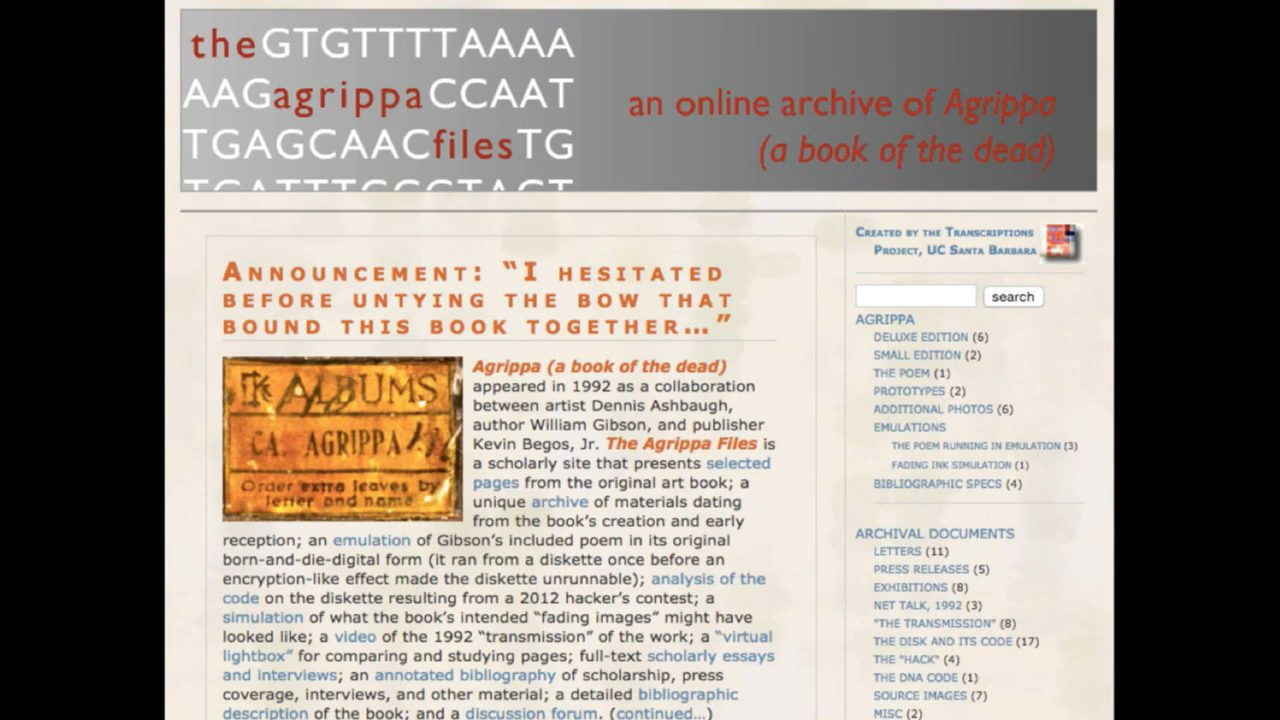 theGTGTTTTAAAA
AAGagrippaCCAAT
TGAGCAACfilesTG
TGATTTGCGTACT
an online archive of Agrippa
(a book of the dead)
Announcement: “I hesitated
before untying the bow that
bound this book together…”
ALBUMS
CA. AGRIPPA
Order extra leaves by
letter and name
Agrippa (a book of the dead)
appeared in 1992 as a collaboration
between artist Dennis Ashbaugh,
author William Gibson, and publisher
Kevin Begos, Jr. The Agrippa Files is
a scholarly site that presents selected
pages from the original art book; a
unique archive of materials dating
from the book’s creation and early
reception; an emulation of Gibson’s included poem in its original
born-and-die-digital form (it ran from a diskette once before an
encryption-like effect made the diskette unrunnable); analysis of the
code on the diskette resulting from a 2012 hacker’s contest; a
simulation of what the book’s intended “fading images” might have
looked like; a video of the 1992 “transmission” of the work; a “virtual
lightbox” for comparing and studying pages; full-text scholarly essays
and interviews; an annotated bibliography of scholarship, press
coverage, interviews, and other material; a detailed bibliographic
description of the book; and a discussion forum. (continued…)
Created by the Transcriptions
Project, UC Santa Barbara
search
AGRIPPA
DELUXE EDITION (6)
SMALL EDITION (2)
THE POEM (1)
PROTOTYPES (2)
ADDITIONAL PHOTOS (6)
EMULATIONS
THE POEM RUNNING IN EMULATION (3)
FADING INK SIMULATION (1)
BIBLIOGRAPHIC SPECS (4)
ARCHIVAL DOCUMENTS
LETTERS (11)
PRESS RELEASES (5)
EXHIBITIONS (8)
NET TALK, 1992 (3)
"THE TRANSMISSION" (8)
THE DISK AND ITS CODE (17)
THE "HACK" (4)
THE DNA CODE (1)
SOURCE IMAGES (7)
MISC (2)